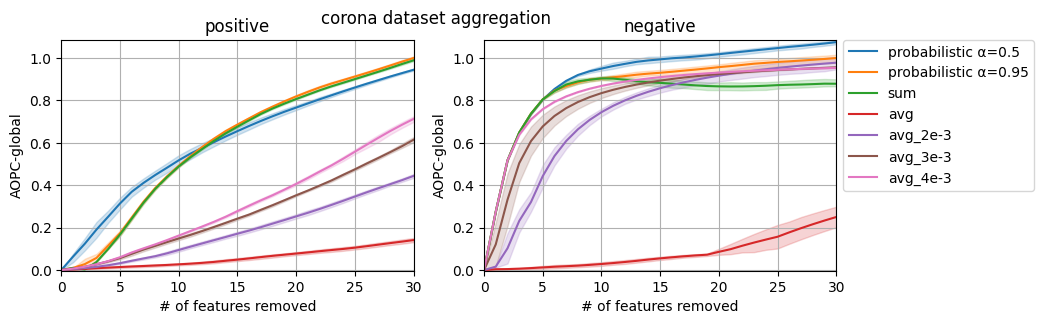 corona dataset aggregation
positive
AOPC-global
1.0
0.8
0.6
0.4
0.2
0.0
0 5 10 15 20 25 30
# of features removed
negative
AOPC-global
1.0
0.8
0.6
0.4
0.2
0.0
0 5 10 15 20 25 30
# of features removed
probabilistic α=0.5
probabilistic α=0.95
sum
avg
avg_2e-3
avg_3e-3
avg_4e-3